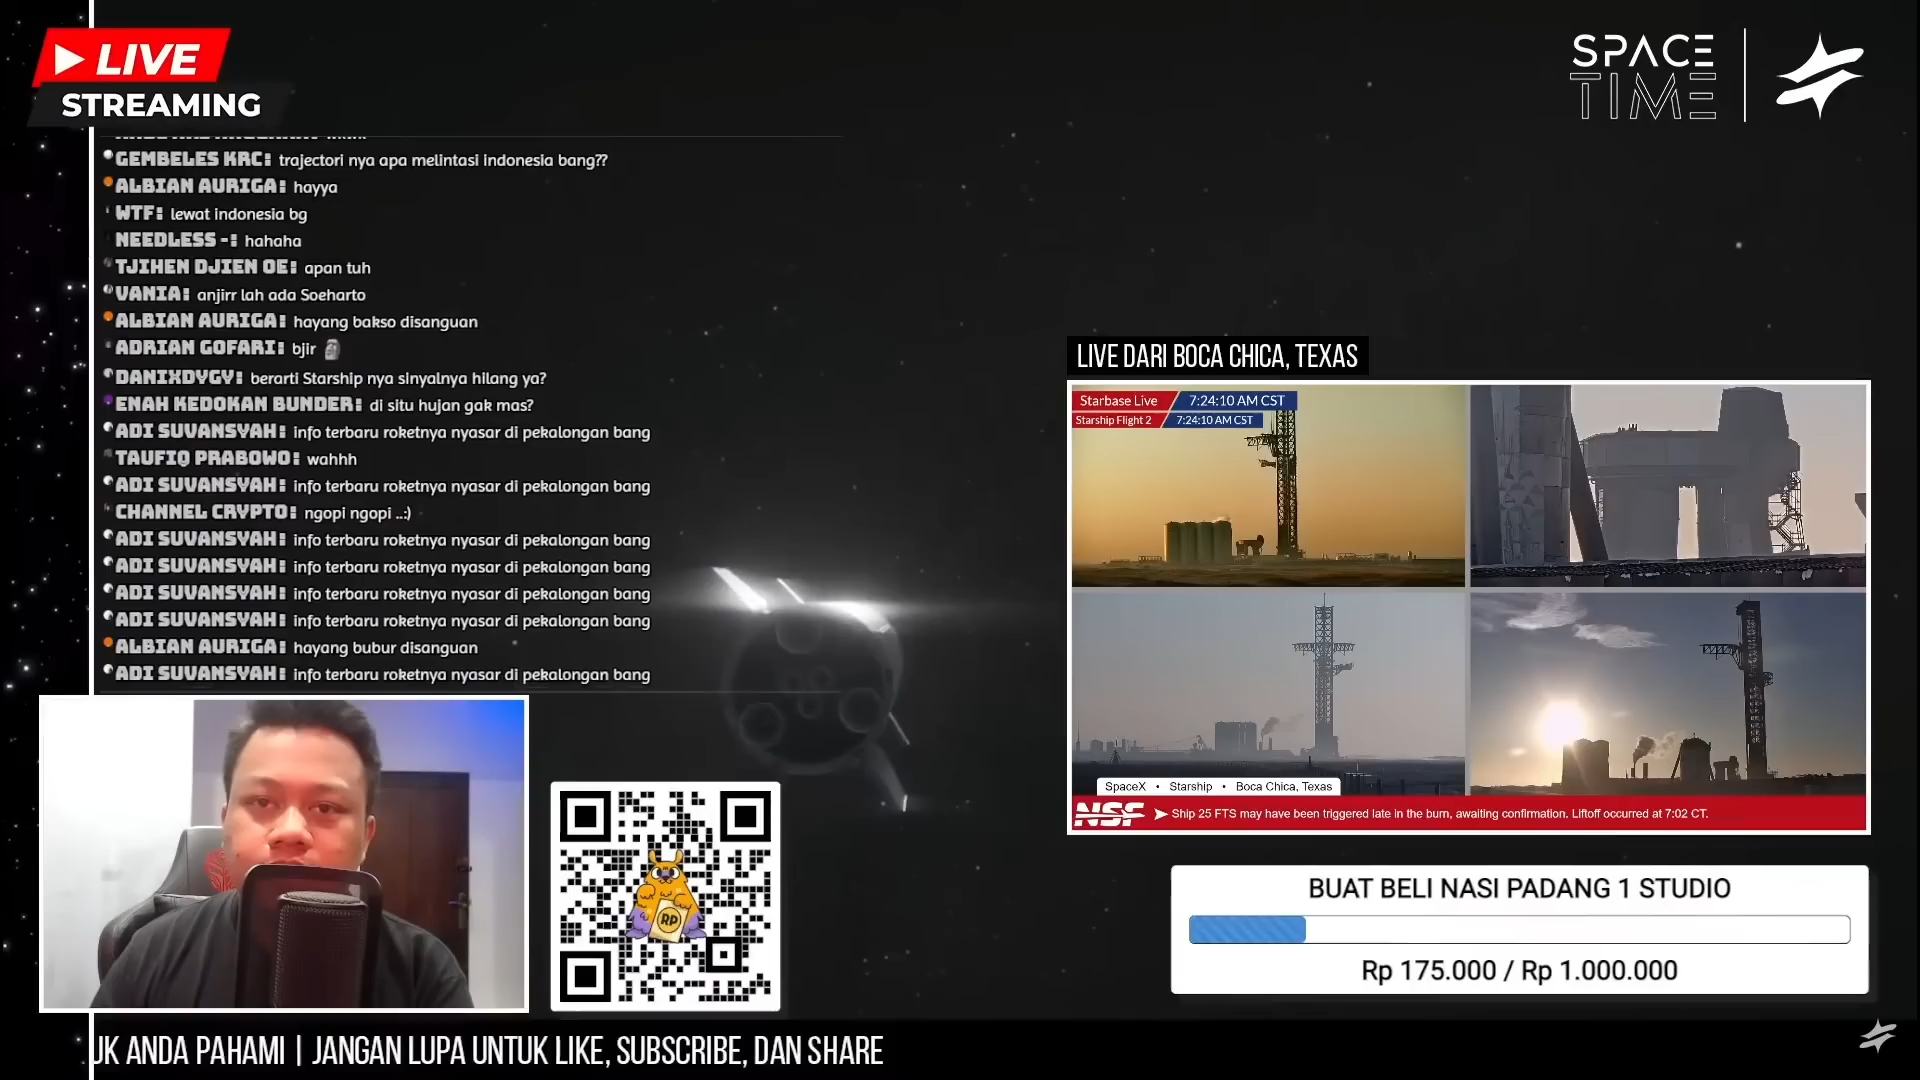 LIVE
STREAMING
SPACE
TIME
GEMBELES KRC: trajectori nya apa melintasi indonesia bang??
ALBIAN AURIGA: hayya
WTF: lewat indonesia bg
NEEDLESS -: hahaha
TJIHEN DJIEN OE: apan tuh
VANIA: anjirr lah ada Soeharto
ALBIAN AURIGA: hayang bakso disanguan
ADRIAN GOFARI: bjir 🗿
DANIXDYGY: berarti Starship nya sinyalnya hilang ya?
ENAH KEDOKAN BUNDER: di situ hujan gak mas?
ADI SUVANSYAH: info terbaru roketnya nyasar di pekalongan bang
TAUFIQ PRABOWO: wahhh
ADI SUVANSYAH: info terbaru roketnya nyasar di pekalongan bang
CHANNEL CRYPTO: ngopi ngopi ..:)
ADI SUVANSYAH: info terbaru roketnya nyasar di pekalongan bang
ADI SUVANSYAH: info terbaru roketnya nyasar di pekalongan bang
ADI SUVANSYAH: info terbaru roketnya nyasar di pekalongan bang
ADI SUVANSYAH: info terbaru roketnya nyasar di pekalongan bang
ALBIAN AURIGA: hayang bubur disanguan
ADI SUVANSYAH: info terbaru roketnya nyasar di pekalongan bang
LIVE DARI BOCA CHICA, TEXAS
Starbase Live 7:24:10 AM CST
Starship Flight 2 7:24:10 AM CST
SpaceX • Starship • Boca Chica, Texas
NSF Ship 25 FTS may have been triggered late in the burn, awaiting confirmation. Liftoff occurred at 7:02 CT.
RP
BUAT BELI NASI PADANG 1 STUDIO
Rp 175.000 / Rp 1.000.000
UK ANDA PAHAMI | JANGAN LUPA UNTUK LIKE, SUBSCRIBE, DAN SHARE